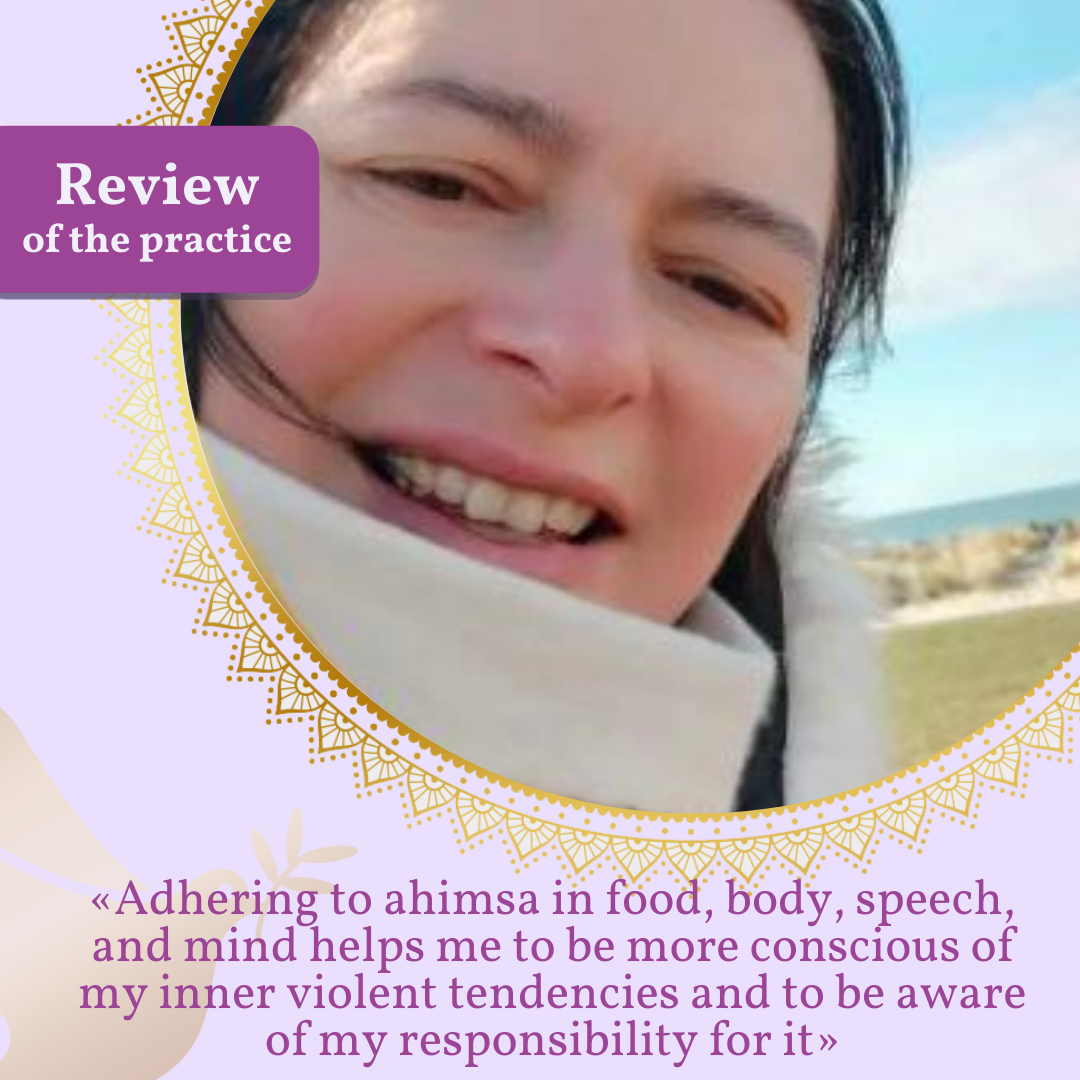 Review
of the practice
«Adhering to ahimsa in food, body, speech,
and mind helps me to be more conscious of
my inner violent tendencies and to be aware
of my responsibility for it»